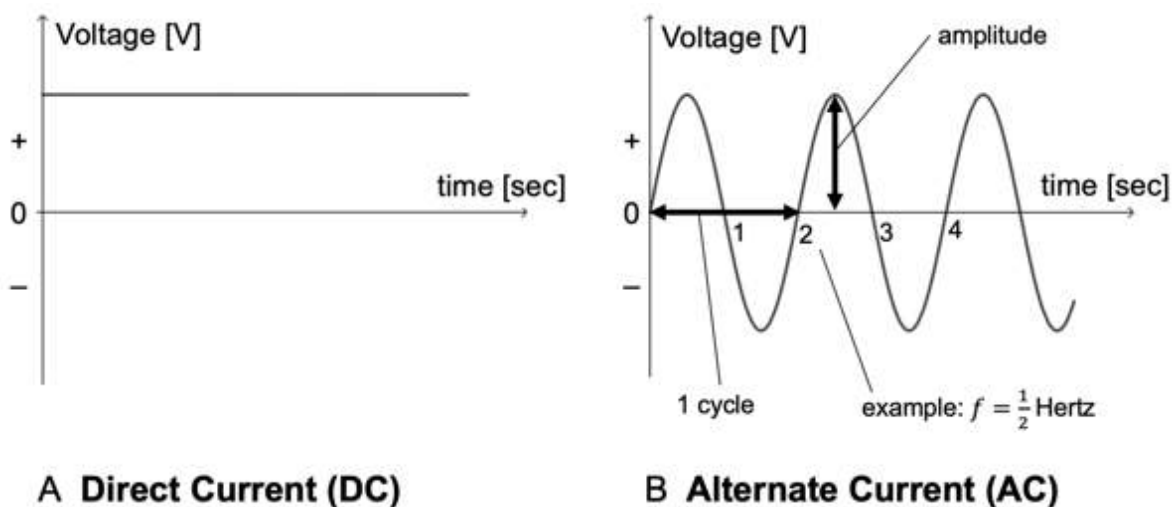 Voltage [V]
+
time [sec]
0
–
A Direct Current (DC)
Voltage [V]
amplitude
+
time [sec]
0
1 2 3 4
–
1 cycle
example: f = 1/2 Hertz
B Alternate Current (AC)